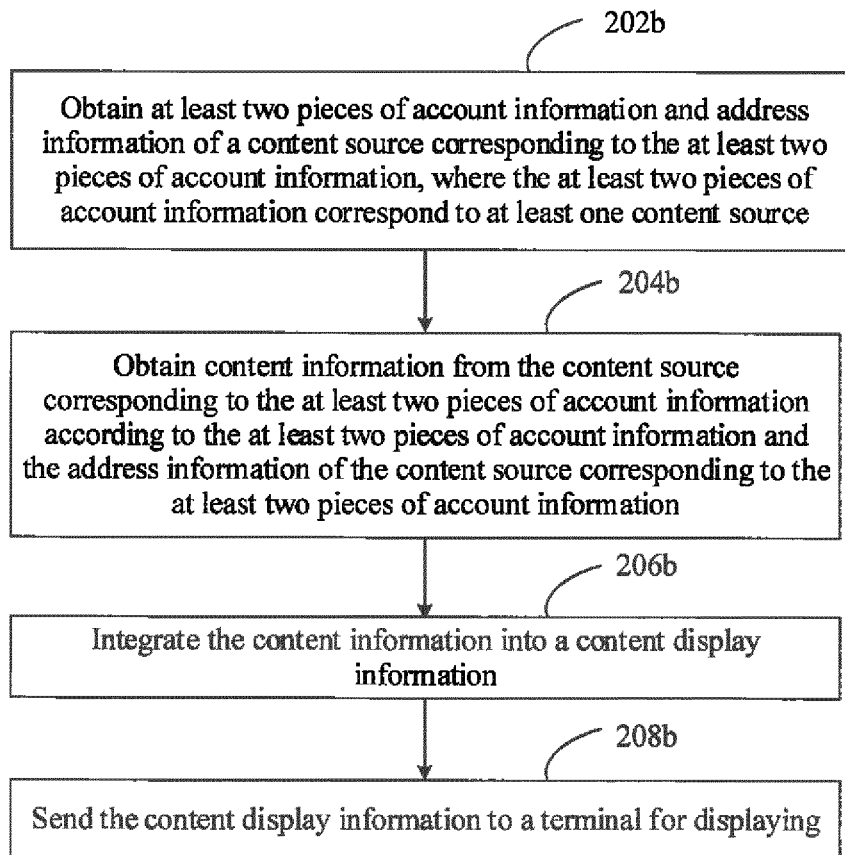 202b
Obtain at least two pieces of account information and address
information of a content source corresponding to the at least two
pieces of account information, where the at least two pieces of
account information correspond to at least one content source
204b
Obtain content information from the content source
corresponding to the at least two pieces of account information
according to the at least two pieces of account information and
the address information of the content source corresponding to the
at least two pieces of account information
206b
Integrate the content information into a content display
information
208b
Send the content display information to a terminal for displaying